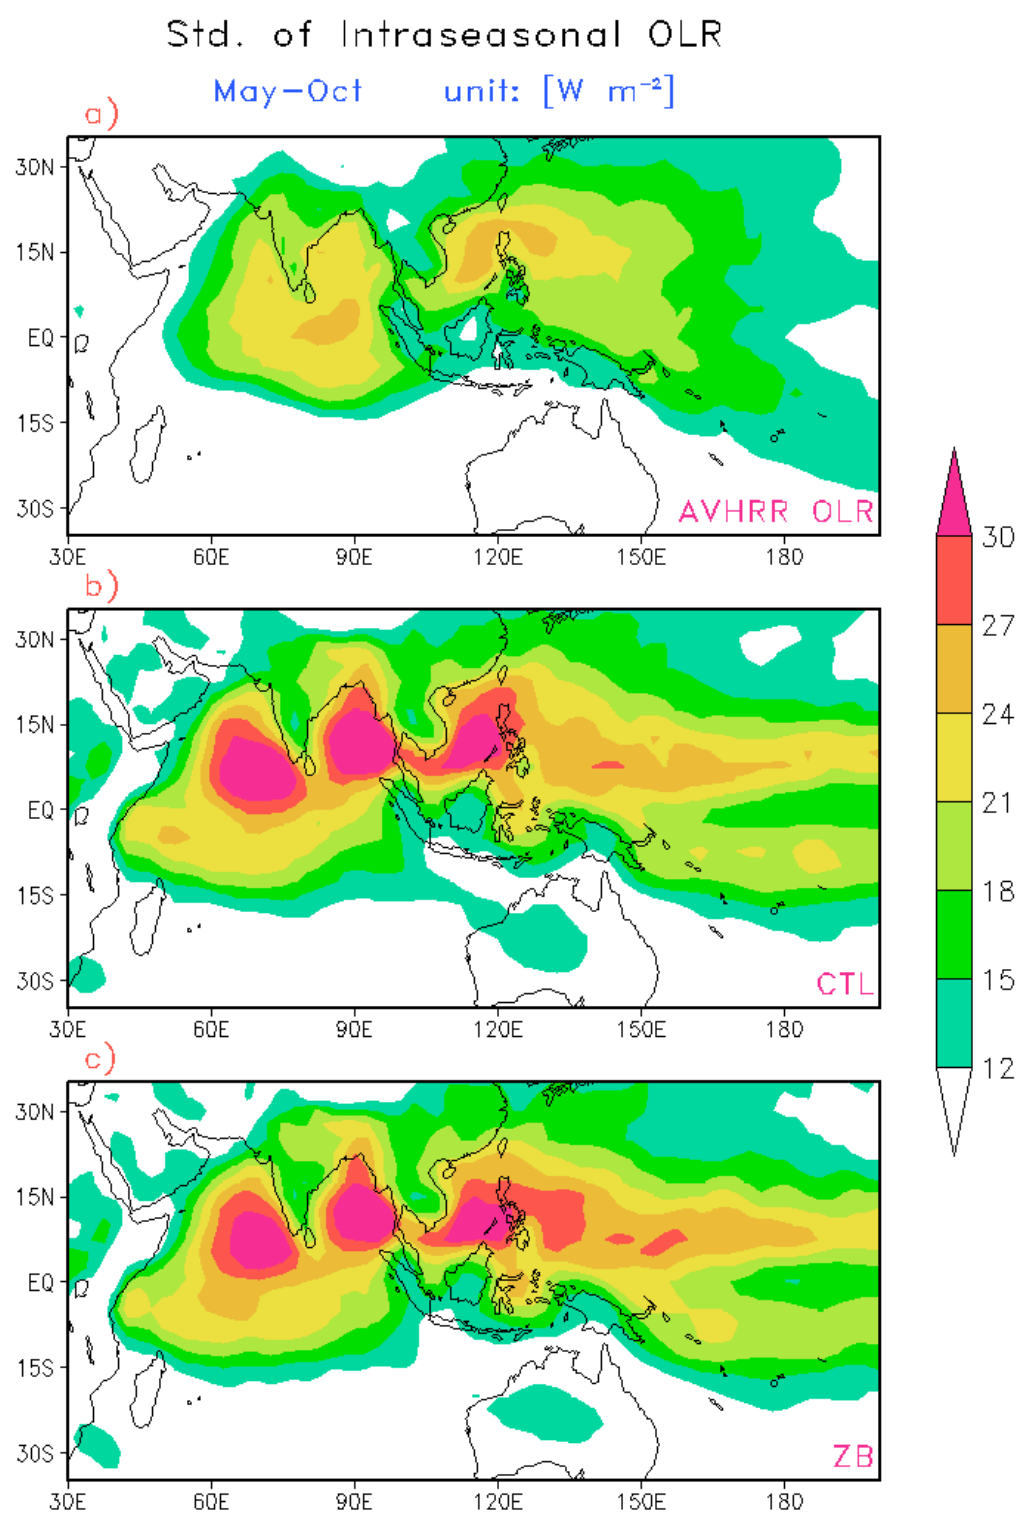 Std. of Intraseasonal OLR
May-Oct unit: [W m⁻²]
a)
30N
15N
EQ
15S
30S
AVHRR OLR
30E 60E 90E 120E 150E 180
b)
30N
15N
EQ
15S
30S
CTL
30E 60E 90E 120E 150E 180
c)
30N
15N
EQ
15S
30S
ZB
30E 60E 90E 120E 150E 180
30
27
24
21
18
15
12